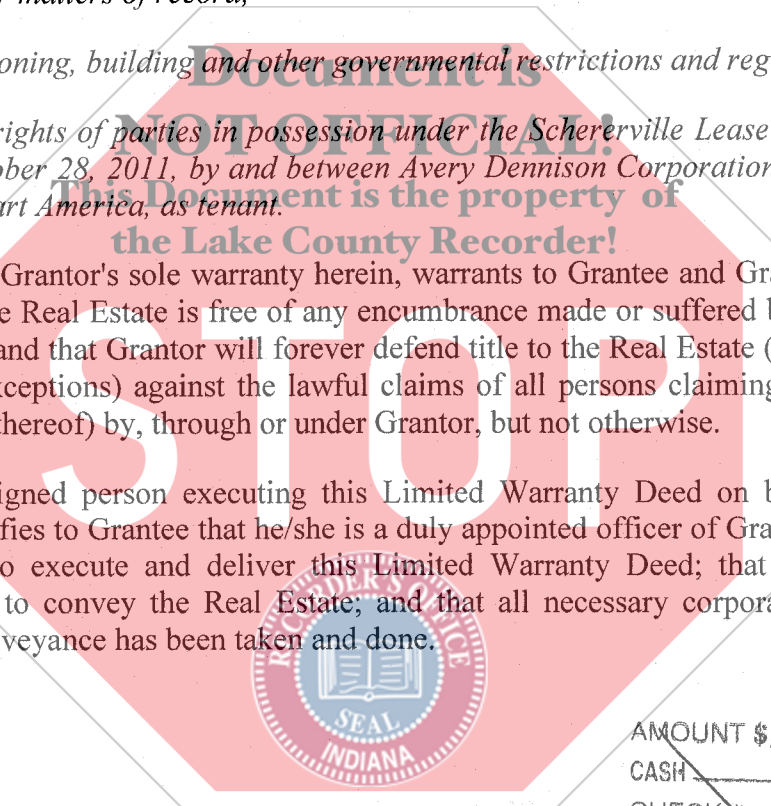 r matters of record;
oning, building and other governmental restrictions and reg
Document is
rights of parties in possession under the Schererville Lease
NOT OFFICIAL!
ober 28, 2011, by and between Avery Dennison Corporation
This Document is the property of
art America, as tenant.
the Lake County Recorder!
Grantor's sole warranty herein, warrants to Grantee and Gra
e Real Estate is free of any encumbrance made or suffered b
and that Grantor will forever defend title to the Real Estate (
xceptions) against the lawful claims of all persons claiming
thereof) by, through or under Grantor, but not otherwise.
STOP
igned person executing this Limited Warranty Deed on b
fies to Grantee that he/she is a duly appointed officer of Gra
o execute and deliver this Limited Warranty Deed; that
to convey the Real Estate; and that all necessary corpora
veyance has been taken and done.
RECORDER'S OFFICE
SEAL
INDIANA
AMOUNT $
CASH